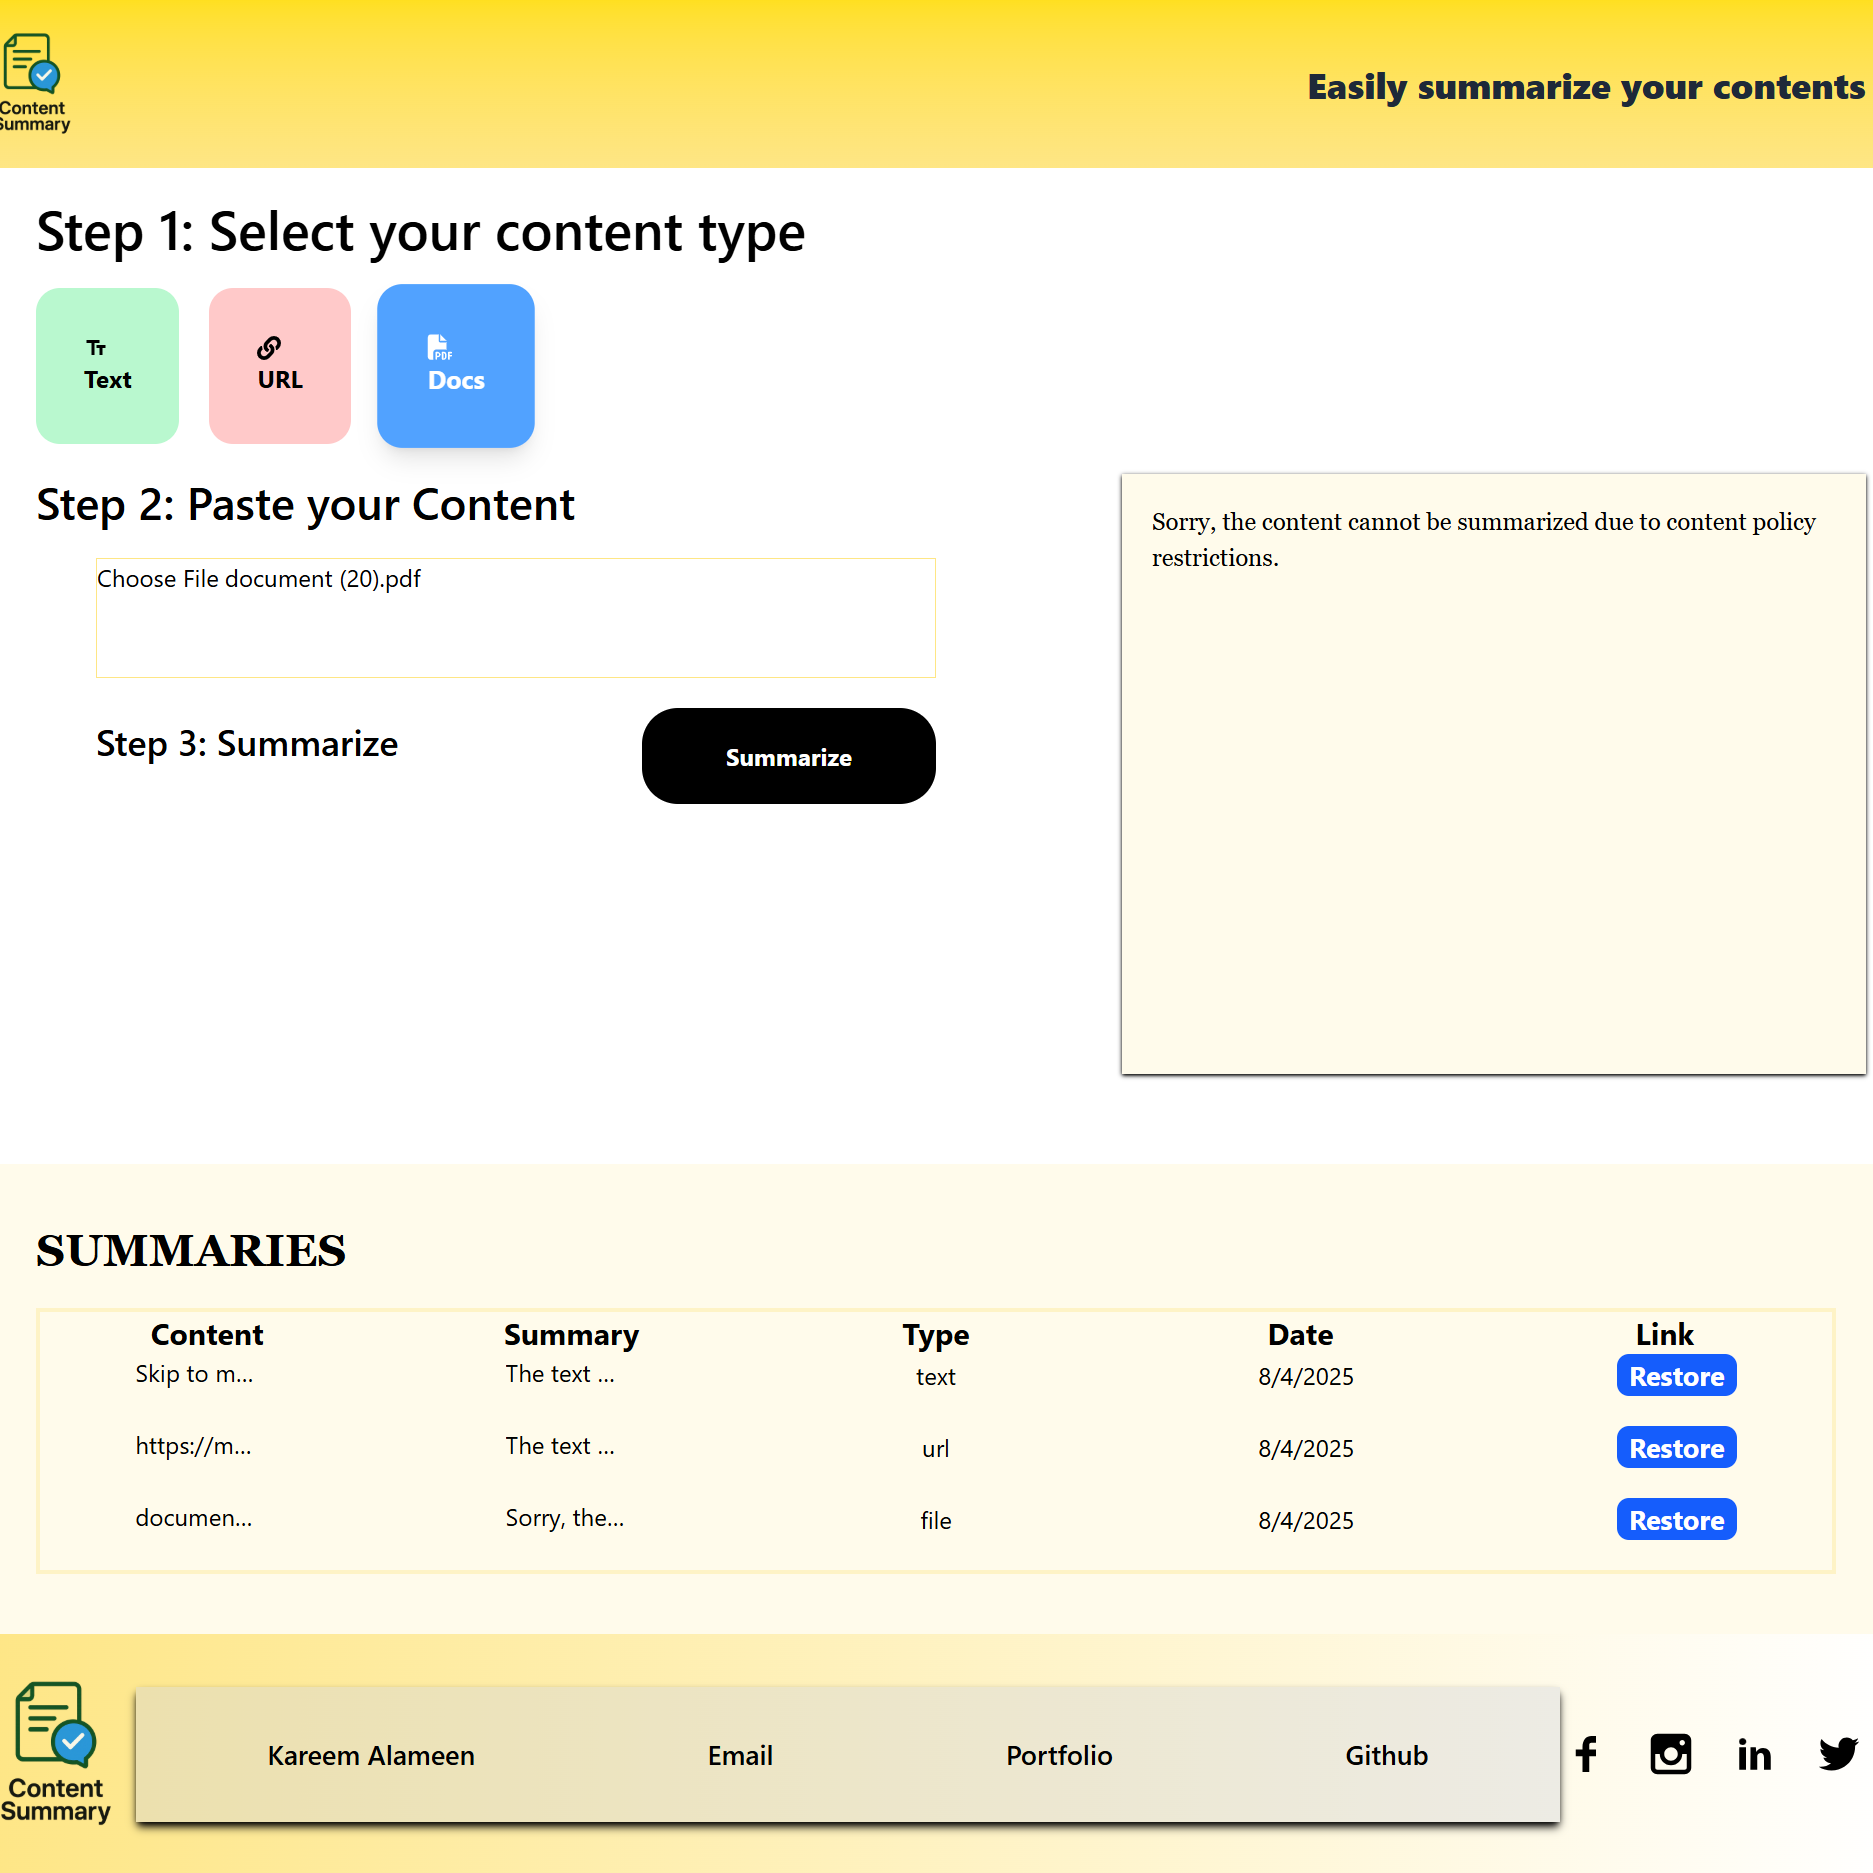 Content
Summary
Easily summarize your contents
Step 1: Select your content type
Tт
Text
URL
PDF
Docs
Step 2: Paste your Content
Choose File document (20).pdf
Step 3: Summarize
Summarize
Sorry, the content cannot be summarized due to content policy
restrictions.
SUMMARIES
Content Summary Type Date Link
Skip to m... The text ... text 8/4/2025 Restore
https://m... The text ... url 8/4/2025 Restore
documen... Sorry, the... file 8/4/2025 Restore
Content
Summary
Kareem Alameen Email Portfolio Github